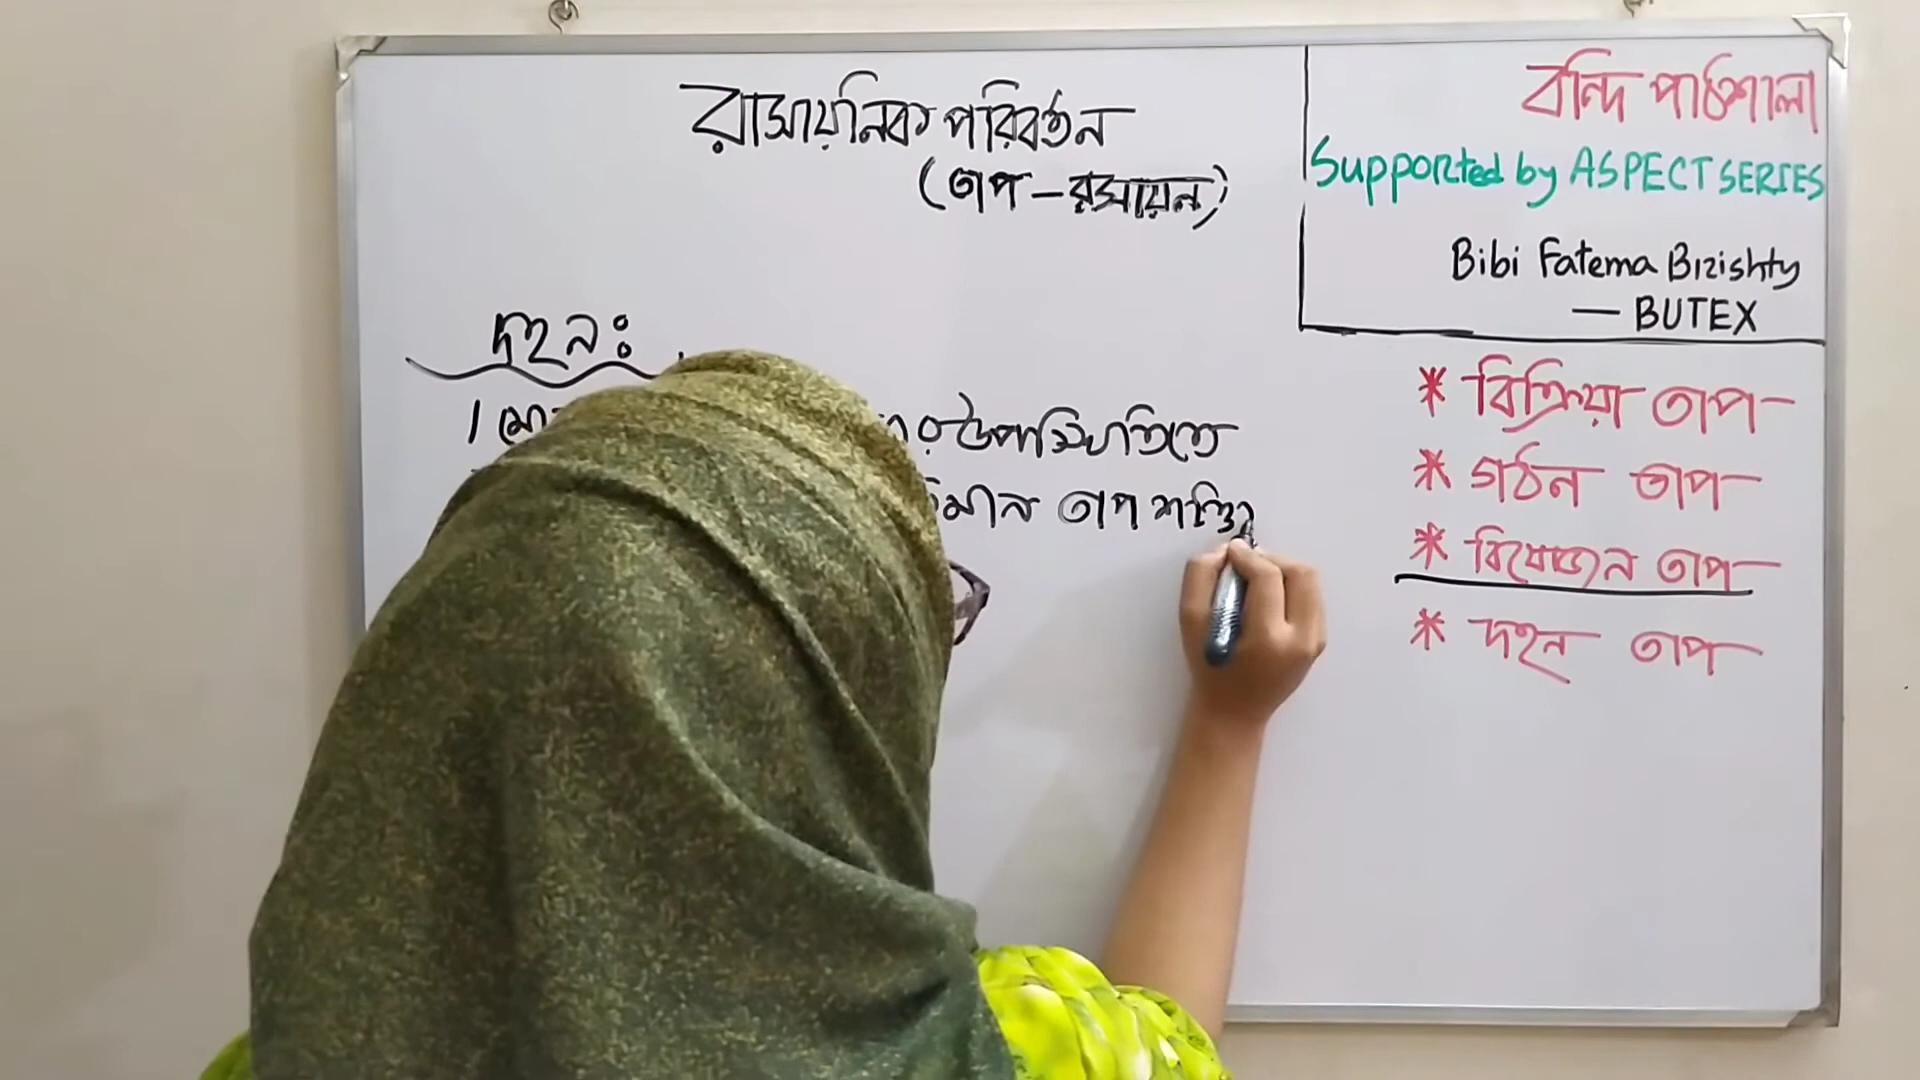 রাসায়নিক পরিবর্তন
(তাপ - রসায়ন)
বন্দি পাঠশালা
Supported by ASPECT SERIES
Bibi Fatema Brishty
— BUTEX
দহনঃ
1 উপস্থিতিতে
তাপ শক্তি
* বিক্রিয়া তাপ
* গঠন তাপ
* বিযোজন তাপ
* দহন তাপ